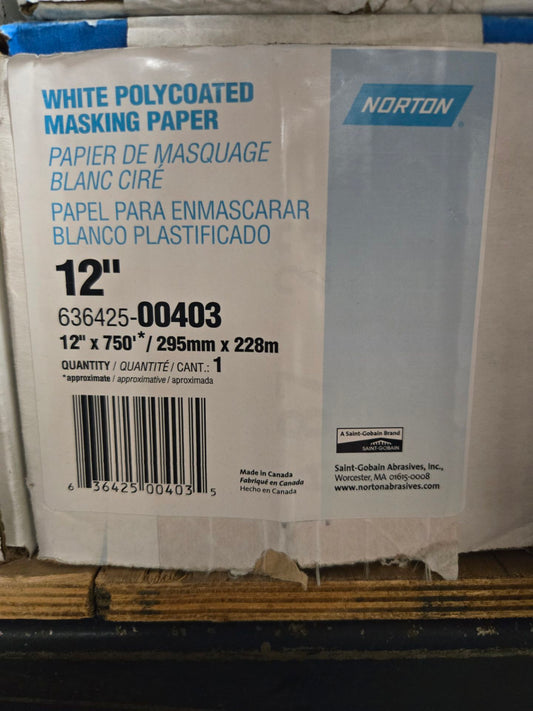 WHITE POLYCOATED
MASKING PAPER
NORTON®
PAPIER DE MASQUAGE
BLANC CIRÉ
PAPEL PARA ENMASCARAR
BLANCO PLASTIFICADO
12"
636425-00403
12" x 750'*/ 295mm x 228m
QUANTITY / QUANTITÉ / CANT.: 1
*approximate / approximative / aproximada
6 36425 00403 5
Made in Canada
Fabriqué en Canada
Hecho en Canada
A Saint-Gobain Brand
SAINT-GOBAIN
Saint-Gobain Abrasives, Inc.,
Worcester, MA 01615-0008
www.nortonabrasives.com